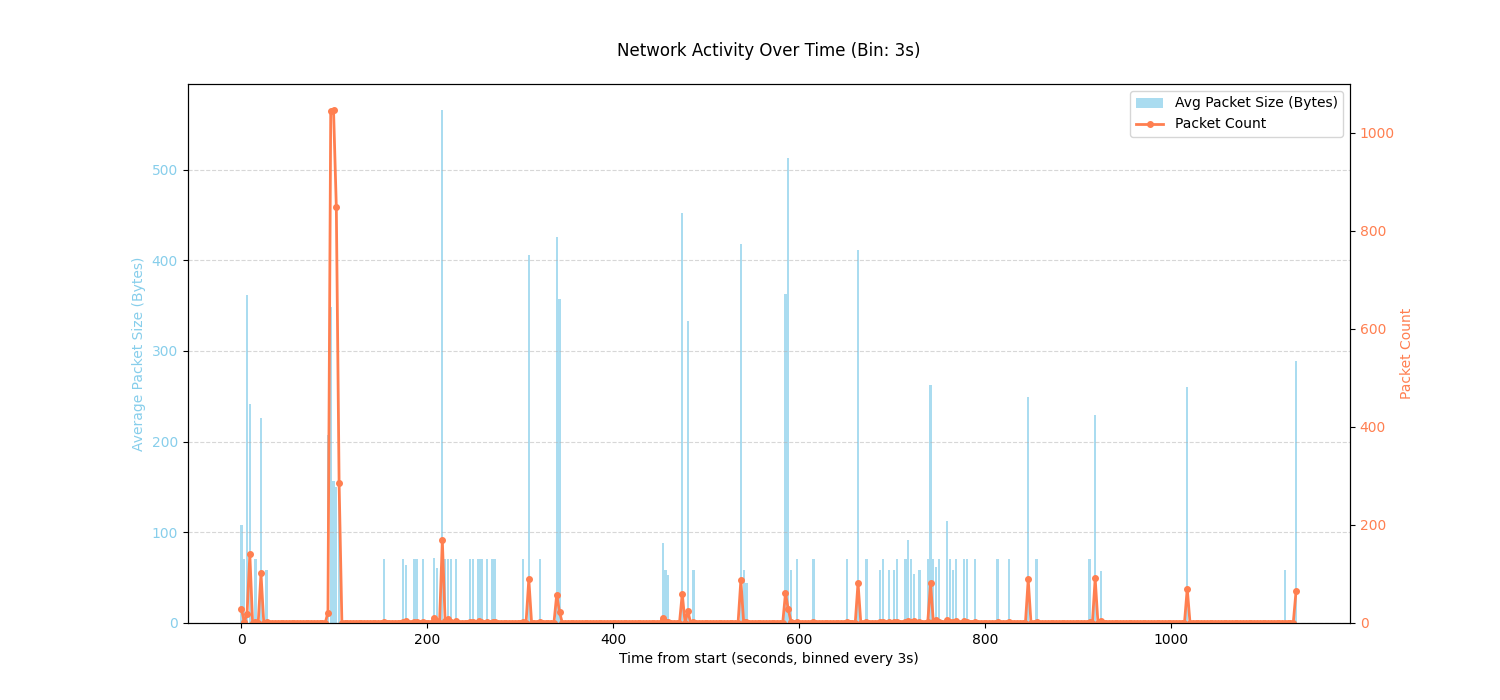 Network Activity Over Time (Bin: 3s)
Avg Packet Size (Bytes)
Packet Count
Average Packet Size (Bytes)
500
400
300
200
100
0
1000
800
600
400
200
0
Packet Count
0 200 400 600 800 1000
Time from start (seconds, binned every 3s)